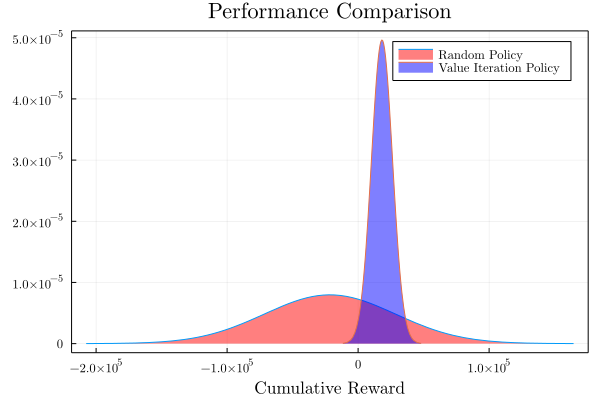 Performance Comparison
5.0×10⁻⁵
4.0×10⁻⁵
3.0×10⁻⁵
2.0×10⁻⁵
1.0×10⁻⁵
0
Random Policy
Value Iteration Policy
−2.0×10⁵ −1.0×10⁵ 0 1.0×10⁵
Cumulative Reward